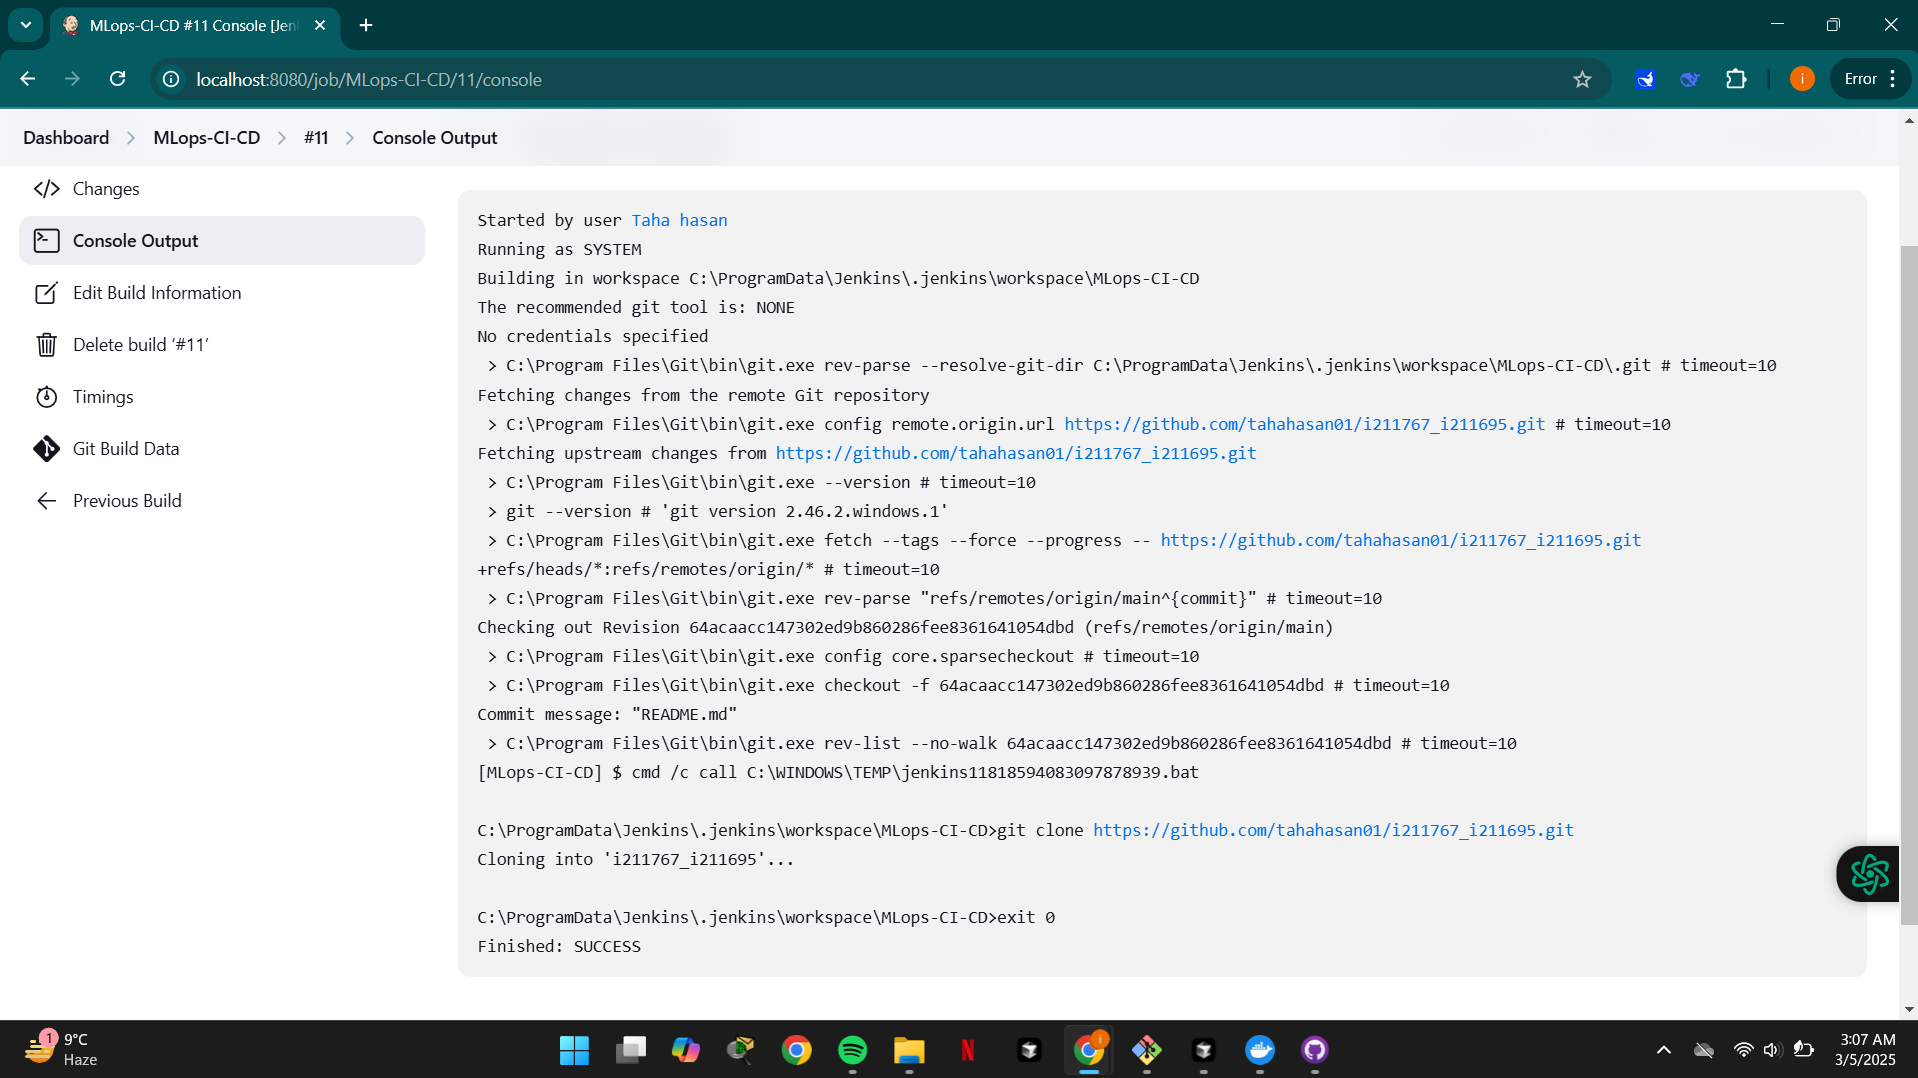 MLops-CI-CD #11 Console [Jen
localhost:8080/job/MLops-CI-CD/11/console
Error
Dashboard
MLops-CI-CD
#11
Console Output
Changes
Console Output
Edit Build Information
Delete build ‘#11’
Timings
Git Build Data
Previous Build
Started by user Taha hasan
Running as SYSTEM
Building in workspace C:\ProgramData\Jenkins\.jenkins\workspace\MLops-CI-CD
The recommended git tool is: NONE
No credentials specified
> C:\Program Files\Git\bin\git.exe rev-parse --resolve-git-dir C:\ProgramData\Jenkins\.jenkins\workspace\MLops-CI-CD\.git # timeout=10
Fetching changes from the remote Git repository
> C:\Program Files\Git\bin\git.exe config remote.origin.url https://github.com/tahahasan01/i211767_i211695.git # timeout=10
Fetching upstream changes from https://github.com/tahahasan01/i211767_i211695.git
> C:\Program Files\Git\bin\git.exe --version # timeout=10
> git --version # 'git version 2.46.2.windows.1'
> C:\Program Files\Git\bin\git.exe fetch --tags --force --progress -- https://github.com/tahahasan01/i211767_i211695.git
+refs/heads/*:refs/remotes/origin/* # timeout=10
> C:\Program Files\Git\bin\git.exe rev-parse "refs/remotes/origin/main^{commit}" # timeout=10
Checking out Revision 64acaacc147302ed9b860286fee8361641054dbd (refs/remotes/origin/main)
> C:\Program Files\Git\bin\git.exe config core.sparsecheckout # timeout=10
> C:\Program Files\Git\bin\git.exe checkout -f 64acaacc147302ed9b860286fee8361641054dbd # timeout=10
Commit message: "README.md"
> C:\Program Files\Git\bin\git.exe rev-list --no-walk 64acaacc147302ed9b860286fee8361641054dbd # timeout=10
[MLops-CI-CD] $ cmd /c call C:\WINDOWS\TEMP\jenkins11818594083097878939.bat
C:\ProgramData\Jenkins\.jenkins\workspace\MLops-CI-CD>git clone https://github.com/tahahasan01/i211767_i211695.git
Cloning into 'i211767_i211695'...
C:\ProgramData\Jenkins\.jenkins\workspace\MLops-CI-CD>exit 0
Finished: SUCCESS
1
9°C
Haze
N
3:07 AM
3/5/2025